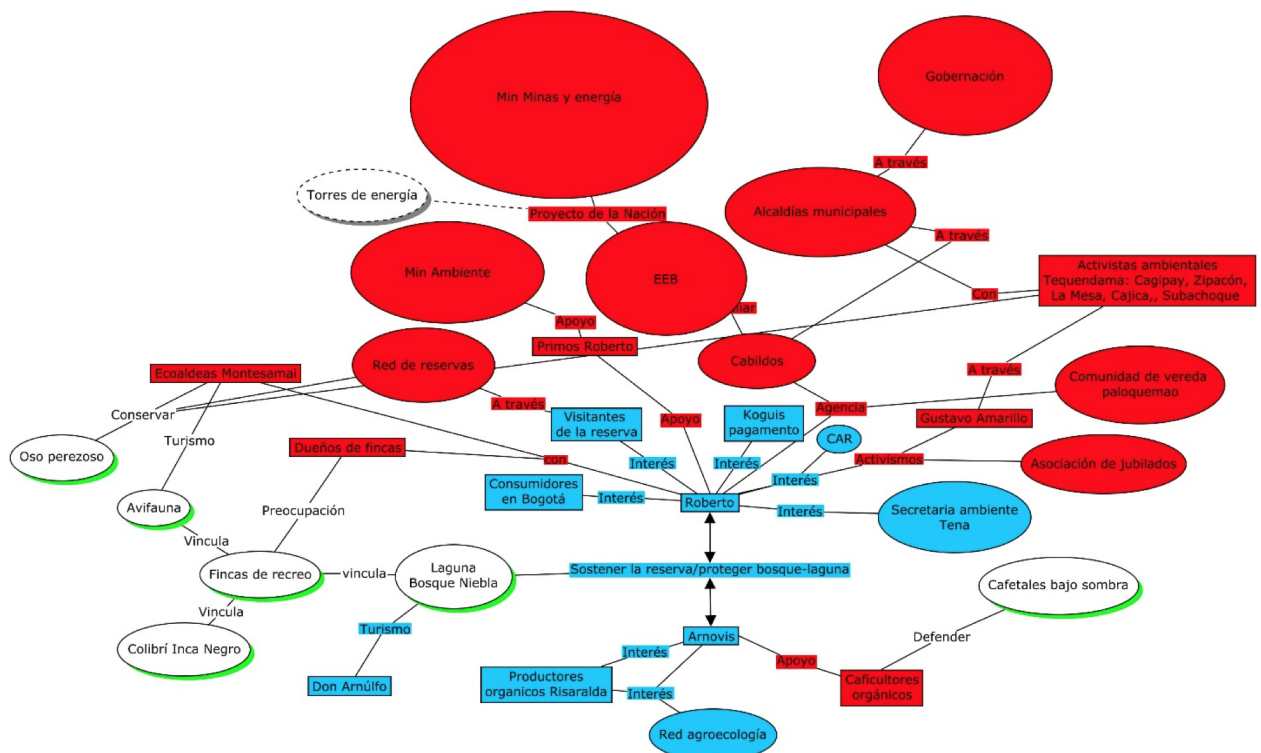 Min Minas y energía
Gobernación
A través
Torres de energía
Proyecto de la Nación
Alcaldías municipales
A través
Min Ambiente
EEB
Activistas ambientales
Tequendama: Cagipay, Zipacón,
La Mesa, Cajica,, Subachoque
Con
Apoyo
Primos Roberto
Ecoaldeas Montesamai
Red de reservas
Cabildos
A través
Comunidad de vereda
paloquemao
Conservar
A través
Visitantes
de la reserva
Apoyo
Koguis
pagamento
Agencia
Gustavo Amarillo
Turismo
Oso perezoso
Dueños de fincas
con
Interés
Interés
CAR
Activismos
Asociación de jubilados
Consumidores
en Bogotá
Interés
Roberto
Interés
Interés
Secretaria ambiente
Tena
Avifauna
Preocupación
Vincula
Fincas de recreo
vincula
Laguna
Bosque Niebla
Sostener la reserva/proteger bosque-laguna
Cafetales bajo sombra
Vincula
Turismo
Arnovis
Defender
Colibrí Inca Negro
Interés
Apoyo
Don Arnúlfo
Productores
organicos Risaralda
Interés
Caficultores
orgánicos
Red agroecología